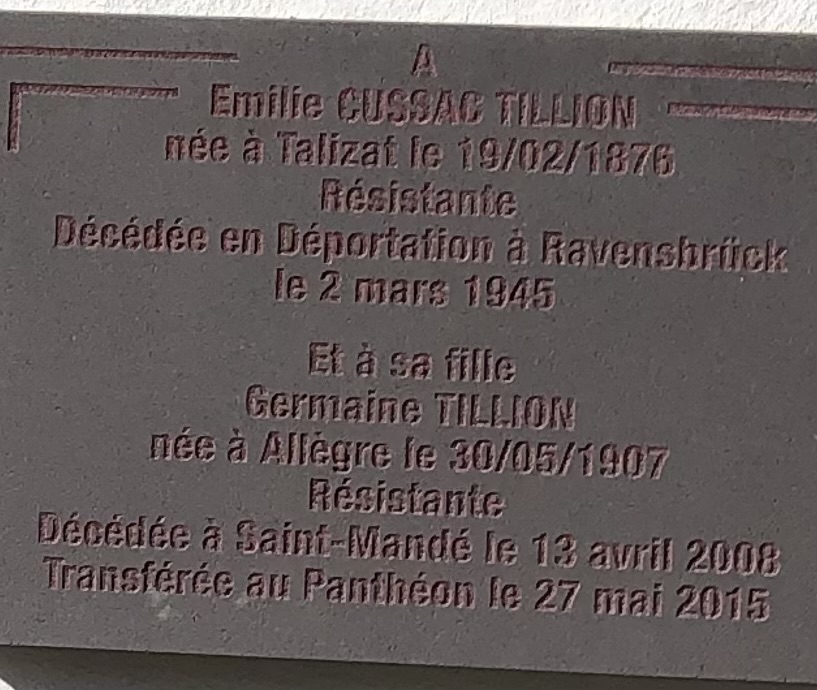 A
Emilie CUSSAC TILLION
née à Talizat le 19/02/1876
Résistante
Décédée en Déportation à Ravensbrück
le 2 mars 1945
Et à sa fille
Germaine TILLION
née à Allègre le 30/05/1907
Résistante
Décédée à Saint-Mandé le 13 avril 2008
Transférée au Panthéon le 27 mai 2015